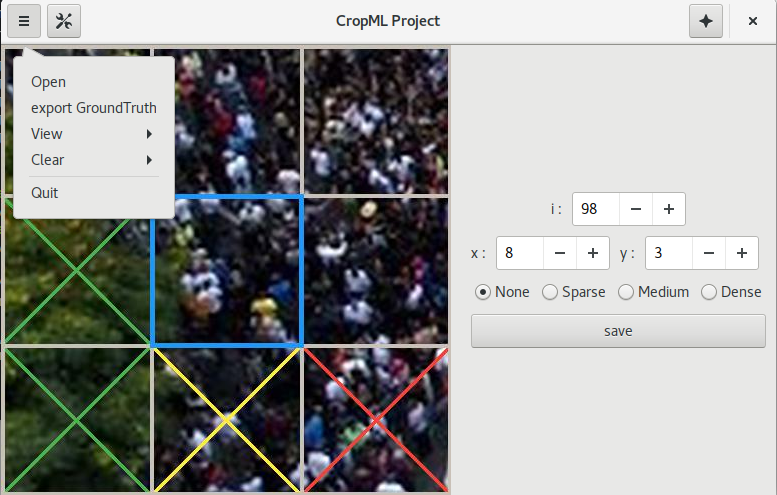 CropML Project
Open
export GroundTruth
View
Clear
Quit
i : 98
x : 8 y : 3
None Sparse Medium Dense
save